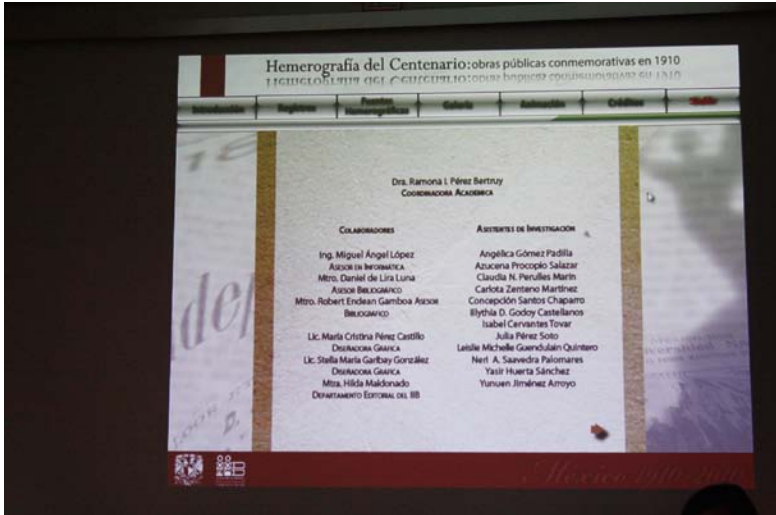 Hemerografía del Centenario: obras públicas conmemorativas en 1910
Introducción Registros Fuentes Hemerográficas Galería Animación Créditos Salir
Dra. Ramona I. Pérez Bertruy
COORDINADORA ACADÉMICA
COLABORADORES
Ing. Miguel Ángel López
ASESOR EN INFORMÁTICA
Mtro. Daniel de Lira Luna
ASESOR BIBLIOGRÁFICO
Mtro. Robert Endean Gamboa ASESOR
BIBLIOGRÁFICO
Lic. María Cristina Pérez Castillo
DISEÑADORA GRÁFICA
Lic. Stella María Garibay González
DISEÑADORA GRÁFICA
Mtra. Hilda Maldonado
DEPARTAMENTO EDITORIAL DEL IIB
ASISTENTES DE INVESTIGACIÓN
Angélica Gómez Padilla
Azucena Procopio Salazar
Claudia N. Perulles Marín
Carlota Zenteno Martínez
Concepción Santos Chaparro
Illythia D. Godoy Castellanos
Isabel Cervantes Tovar
Julia Pérez Soto
Leislie Michelle Guendulain Quintero
Neri A. Saavedra Palomares
Yasir Huerta Sánchez
Yunuen Jiménez Arroyo
México